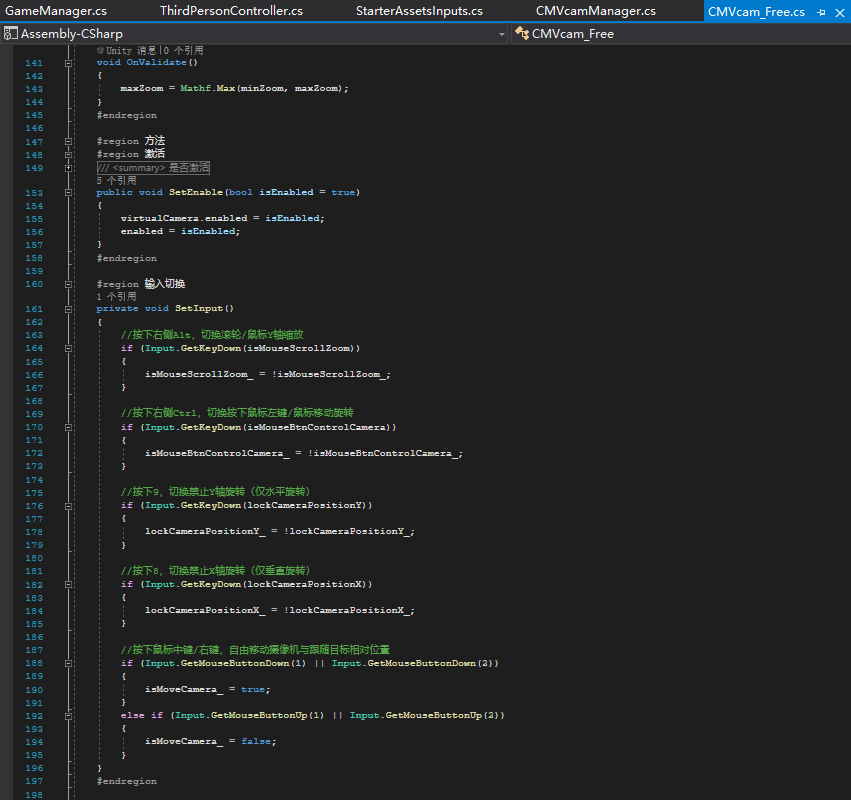 GameManager.cs ThirdPersonController.cs StarterAssetsInputs.cs CMVcamManager.cs CMVcam_Free.cs
Assembly-CSharp CMVcam_Free
Unity 消息|0 个引用
141 void OnValidate()
142 {
143 maxZoom = Mathf.Max(minZoom, maxZoom);
144 }
145 #endregion
146
147 #region 方法
148 #region 激活
149 /// <summary> 是否激活
5 个引用
153 public void SetEnable(bool isEnabled = true)
154 {
155 virtualCamera.enabled = isEnabled;
156 enabled = isEnabled;
157 }
158 #endregion
159
160 #region 输入切换
1 个引用
161 private void SetInput()
162 {
163 //按下右侧Alt，切换滚轮/鼠标Y轴缩放
164 if (Input.GetKeyDown(isMouseScrollZoom))
165 {
166 isMouseScrollZoom_ = !isMouseScrollZoom_;
167 }
168
169 //按下右侧Ctrl，切换按下鼠标左键/鼠标移动旋转
170 if (Input.GetKeyDown(isMouseBtnControlCamera))
171 {
172 isMouseBtnControlCamera_ = !isMouseBtnControlCamera_;
173 }
174
175 //按下9，切换禁止Y轴旋转（仅水平旋转）
176 if (Input.GetKeyDown(lockCameraPositionY))
177 {
178 lockCameraPositionY_ = !lockCameraPositionY_;
179 }
180
181 //按下8，切换禁止X轴旋转（仅垂直旋转）
182 if (Input.GetKeyDown(lockCameraPositionX))
183 {
184 lockCameraPositionX_ = !lockCameraPositionX_;
185 }
186
187 //按下鼠标中键/右键，自由移动摄像机与跟随目标相对位置
188 if (Input.GetMouseButtonDown(1) || Input.GetMouseButtonDown(2))
189 {
190 isMoveCamera_ = true;
191 }
192 else if (Input.GetMouseButtonUp(1) || Input.GetMouseButtonUp(2))
193 {
194 isMoveCamera_ = false;
195 }
196 }
197 #endregion
198